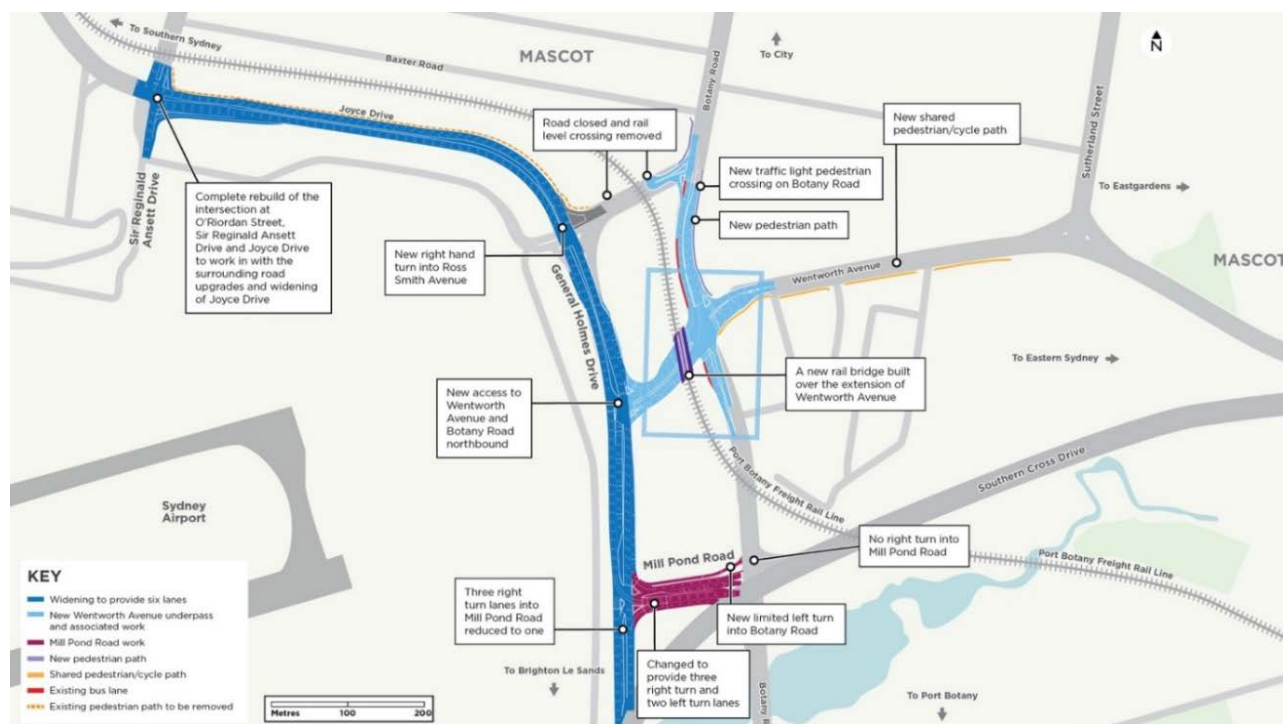 To Southern Sydney
MASCOT
Baxter Road
Botany Road
To City
N
Sutherland Street
Joyce Drive
Road closed and rail
level crossing removed
New shared
pedestrian/cycle path
New traffic light pedestrian
crossing on Botany Road
To Eastgardens
Sir Reginald
Ansett Drive
Complete rebuild of the
intersection at
O'Riordan Street,
Sir Reginald Ansett
Drive and Joyce Drive
to work in with the
surrounding road
upgrades and widening
of Joyce Drive
New pedestrian path
New right hand
turn into Ross
Smith Avenue
Wentworth Avenue
MASCOT
General Holmes Drive
To Eastern Sydney
A new rail bridge built
over the extension of
Wentworth Avenue
New access to
Wentworth
Avenue and
Botany Road
northbound
Port Botany Freight Rail Line
Southern Cross Drive
Sydney
Airport
Mill Pond Road
No right turn into
Mill Pond Road
Port Botany Freight Rail Line
KEY
Widening to provide six lanes
New Wentworth Avenue underpass
and associated work
Mill Pond Road work
New pedestrian path
Shared pedestrian/cycle path
Existing bus lane
Existing pedestrian path to be removed
Three right
turn lanes into
Mill Pond Road
reduced to one
New limited left turn
into Botany Road
To Brighton Le Sands
Changed to
provide three
right turn and
two left turn lanes
Botany R
To Port Botany
Metres 100 200